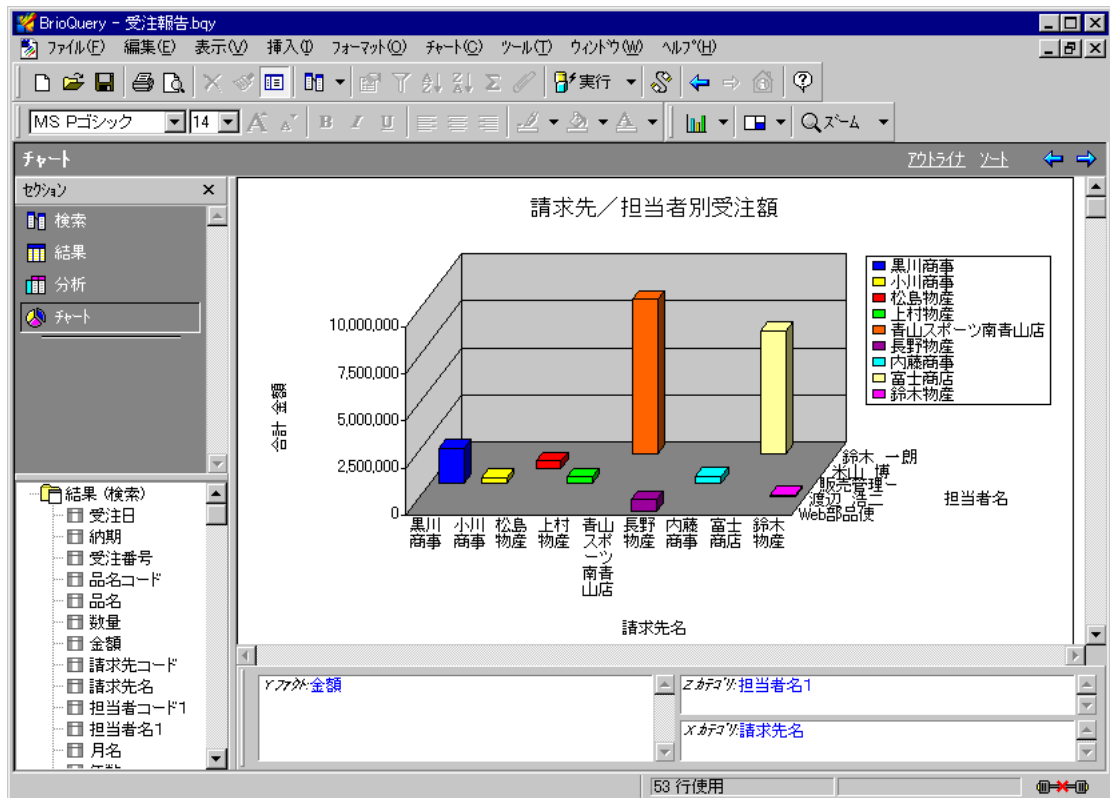 BrioQuery - 受注報告.bqy
ファイル(F) 編集(E) 表示(V) 挿入(I) フォーマット(O) チャート(C) ツール(T) ウィンドウ(W) ヘルプ(H)
実行
MS Pゴシック 14 B I U ズーム
チャート アウトライナ ソート
セクション
検索
結果
分析
チャート
結果 (検索)
受注日
納期
受注番号
品名コード
品名
数量
金額
請求先コード
請求先名
担当者コード1
担当者名1
月名
請求先/担当者別受注額
合計 金額
10,000,000
7,500,000
5,000,000
2,500,000
0
黒川商事
小川商事
松島物産
上村物産
青山スポーツ南青山店
長野物産
内藤商事
富士商店
鈴木物産
請求先名
鈴木 一朗
米山 博
販売管理ー
渡辺 浩二
Web部品使
担当者名
黒川商事
小川商事
松島物産
上村物産
青山スポーツ南青山店
長野物産
内藤商事
富士商店
鈴木物産
Y ファクト:金額
Z カテゴリ:担当者名1
X カテゴリ:請求先名
53 行使用